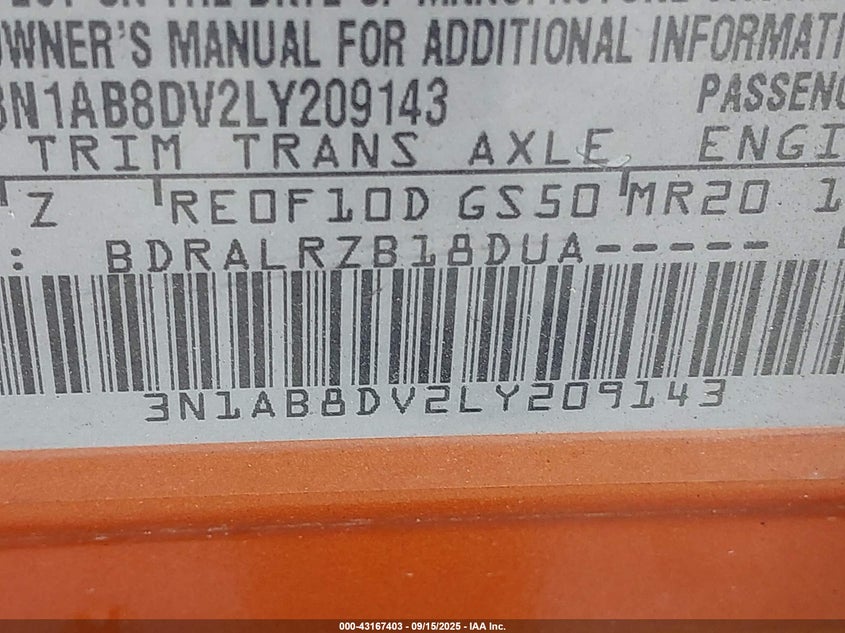 OWNER'S MANUAL FOR ADDITIONAL INFORMATI
3N1AB8DV2LY209143 PASSENG
TRIM TRANS AXLE ENGI
Z RE0F10D GS50 MR20 1
: BDRALRZB18DUA-----
3N1AB8DV2LY209143
000-43167403 - 09/15/2025 - IAA Inc.